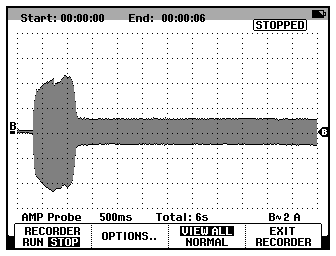 Start: 00:00:00 End: 00:00:06
STOPPED
B B
AMP Probe 500ms Total: 6s B~2 A
RECORDER OPTIONS.. VIEW ALL EXIT
RUN STOP NORMAL RECORDER